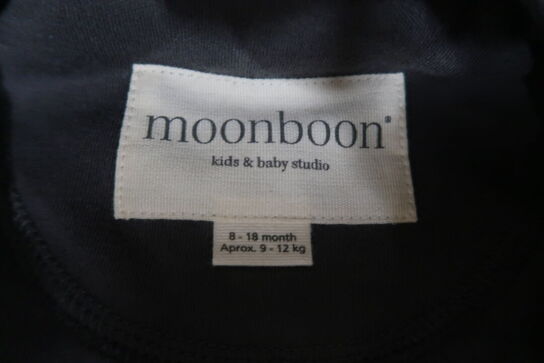 moonboon®
kids & baby studio
8 - 18 month
Aprox. 9 - 12 kg